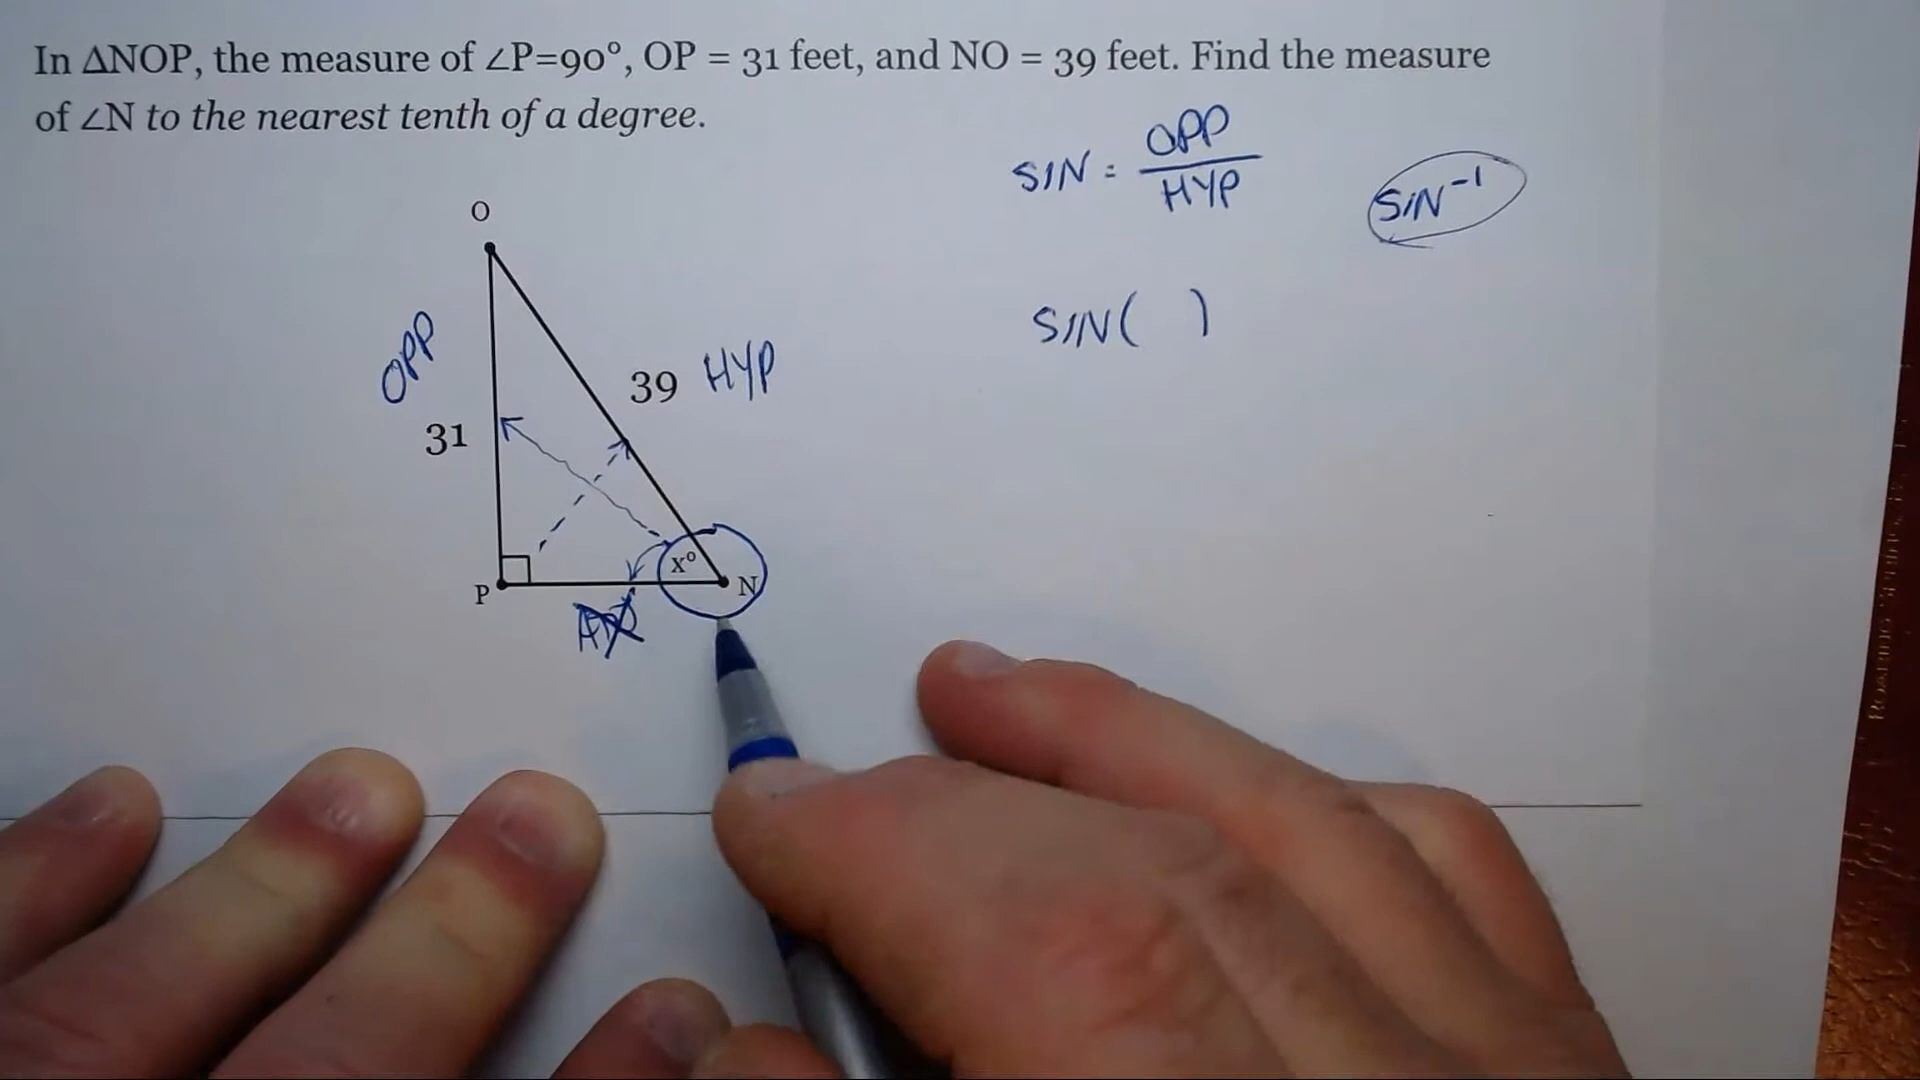 In ΔNOP, the measure of ∠P=90°, OP = 31 feet, and NO = 39 feet. Find the measure
of ∠N to the nearest tenth of a degree.
SIN = OPP
HYP
SIN⁻¹
O
SIN( )
OPP
39 HYP
31
x°
P
N